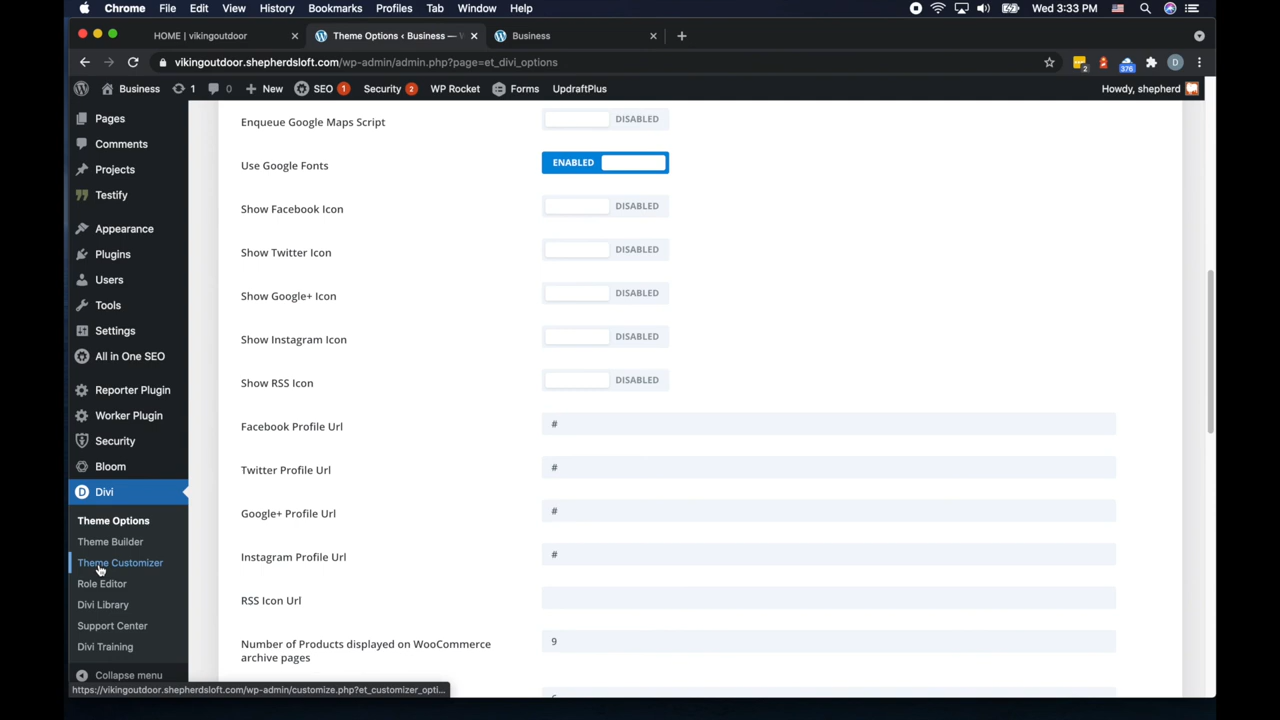 Chrome File Edit View History Bookmarks Profiles Tab Window Help Wed 3:33 PM
HOME | vikingoutdoor Theme Options ‹ Business — W Business
vikingoutdoor.shepherdsloft.com/wp-admin/admin.php?page=et_divi_options 2 376 D
Business 1 0 New SEO 1 Security 2 WP Rocket Forms UpdraftPlus Howdy, shepherd
Pages
Comments
Projects
Testify
Appearance
Plugins
Users
Tools
Settings
All in One SEO
Reporter Plugin
Worker Plugin
Security
Bloom
D Divi
Theme Options
Theme Builder
Theme Customizer
Role Editor
Divi Library
Support Center
Divi Training
Collapse menu
Enqueue Google Maps Script DISABLED
Use Google Fonts ENABLED
Show Facebook Icon DISABLED
Show Twitter Icon DISABLED
Show Google+ Icon DISABLED
Show Instagram Icon DISABLED
Show RSS Icon DISABLED
Facebook Profile Url #
Twitter Profile Url #
Google+ Profile Url #
Instagram Profile Url #
RSS Icon Url
Number of Products displayed on WooCommerce 9
archive pages
https://vikingoutdoor.shepherdsloft.com/wp-admin/customize.php?et_customizer_opti...